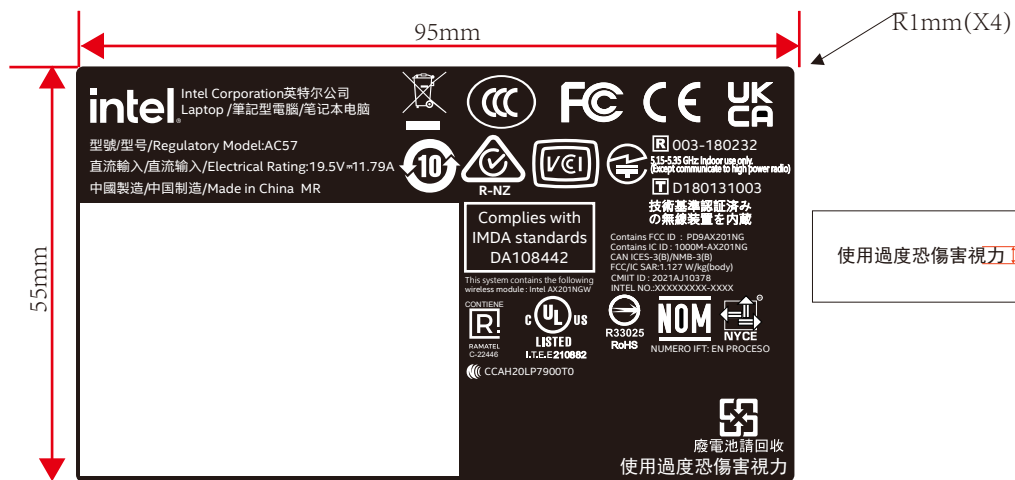 95mm
R1mm(X4)
55mm
intel
Intel Corporation英特尔公司
Laptop /筆記型電腦/笔记本电脑
型號/型号/Regulatory Model:AC57
直流輸入/直流输入/Electrical Rating:19.5V⎓11.79A
中國製造/中国制造/Made in China MR
10
CCC
FC CE UK
CA
R-NZ
VCI
R 003-180232
5.15-5.35 GHz: Indoor use only.
(Except communicate to high power radio)
T D180131003
技術基準認証済み
の無線装置を内蔵
Complies with
IMDA standards
DA108442
This system contains the following
wireless module : Intel AX201NGW
Contains FCC ID : PD9AX201NG
Contains IC ID : 1000M-AX201NG
CAN ICES-3(B)/NMB-3(B)
FCC/IC SAR:1.127 W/kg(body)
CMIIT ID : 2021AJ10378
INTEL NO.:XXXXXXXXX-XXXX
CONTIENE
R!
RAMATEL
C-22446
C UL US
LISTED
I.T.E.E210882
R33025
RoHS
NOM
NYCE
NUMERO IFT: EN PROCESO
CCAH20LP7900T0
廢電池請回收
使用過度恐傷害視力
使用過度恐傷害視力